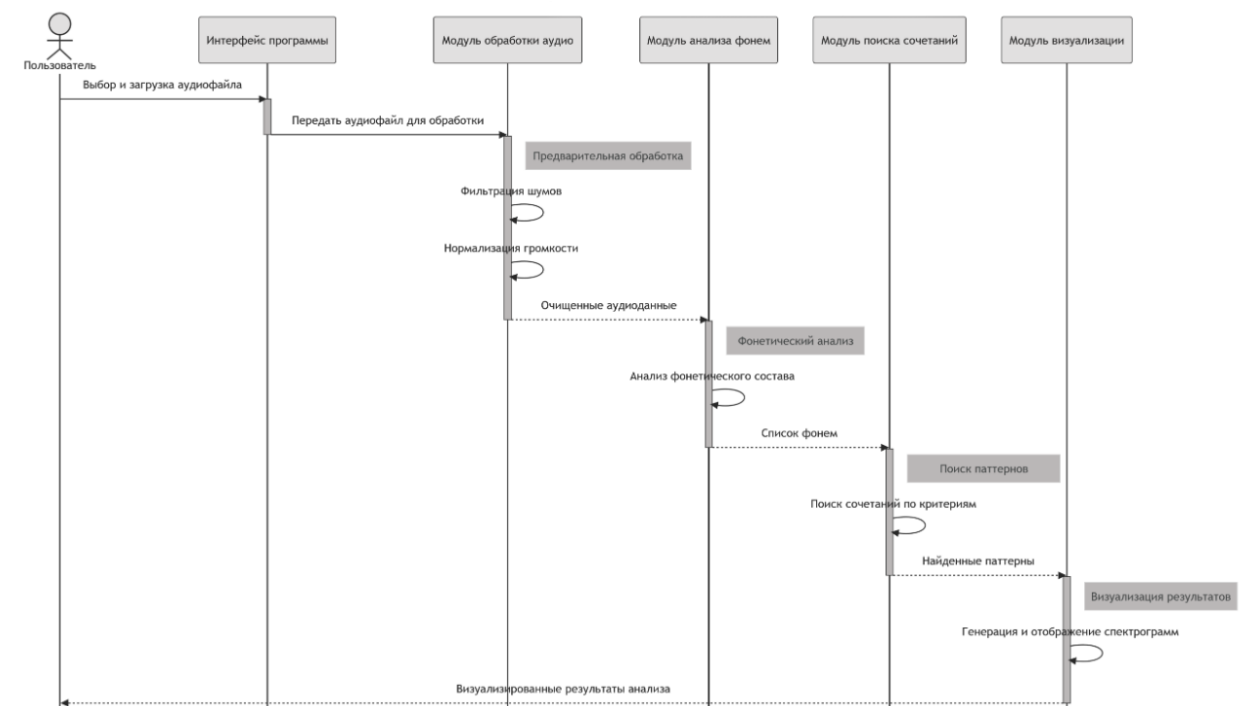 Пользователь
Интерфейс программы
Модуль обработки аудио
Модуль анализа фонем
Модуль поиска сочетаний
Модуль визуализации
Выбор и загрузка аудиофайла
Передать аудиофайл для обработки
Предварительная обработка
Фильтрация шумов
Нормализация громкости
Очищенные аудиоданные
Фонетический анализ
Анализ фонетического состава
Список фонем
Поиск паттернов
Поиск сочетаний по критериям
Найденные паттерны
Визуализация результатов
Генерация и отображение спектрограмм
Визуализированные результаты анализа